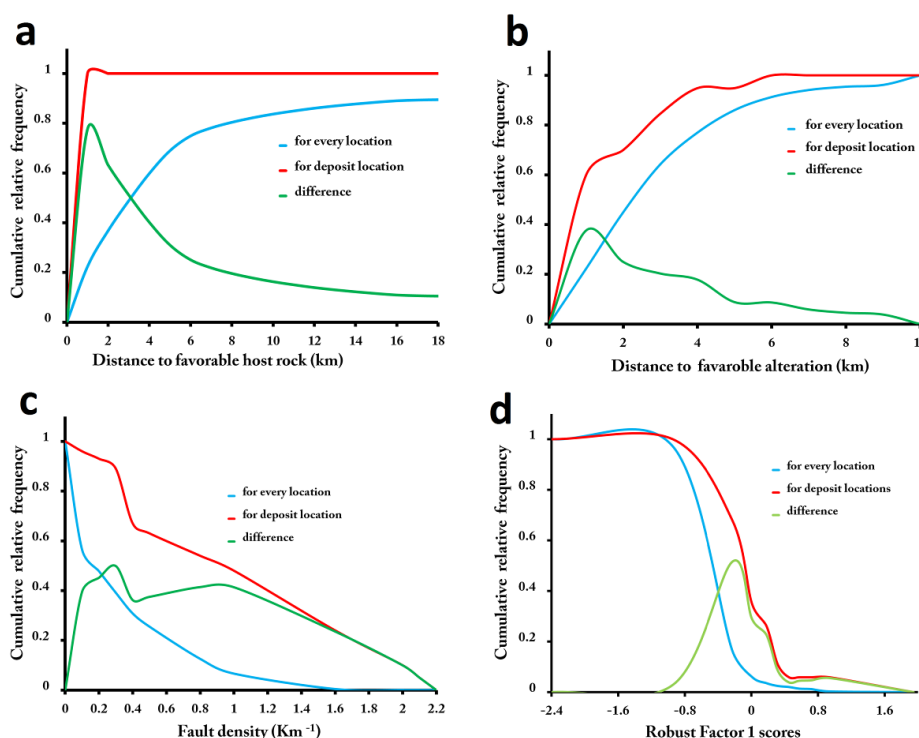 a
Cumulative relative frequency
1
0.8
0.6
0.4
0.2
0
for every location
for deposit location
difference
0 2 4 6 8 10 12 14 16 18
Distance to favorable host rock (km)
b
Cumulative relative frequency
1
0.8
0.6
0.4
0.2
0
for every location
for deposit location
difference
0 2 4 6 8 1
Distance to favaroble alteration (km)
c
Cumulative relative frequency
1
0.8
0.6
0.4
0.2
0
for every location
for deposit location
difference
0 0.2 0.4 0.6 0.8 1 1.2 1.4 1.6 1.8 2 2.2
Fault density (Km -1)
d
Cumulative relative frequency
1
0.8
0.6
0.4
0.2
0
for every location
for deposit locations
difference
-2.4 -1.6 -0.8 0 0.8 1.6
Robust Factor 1 scores